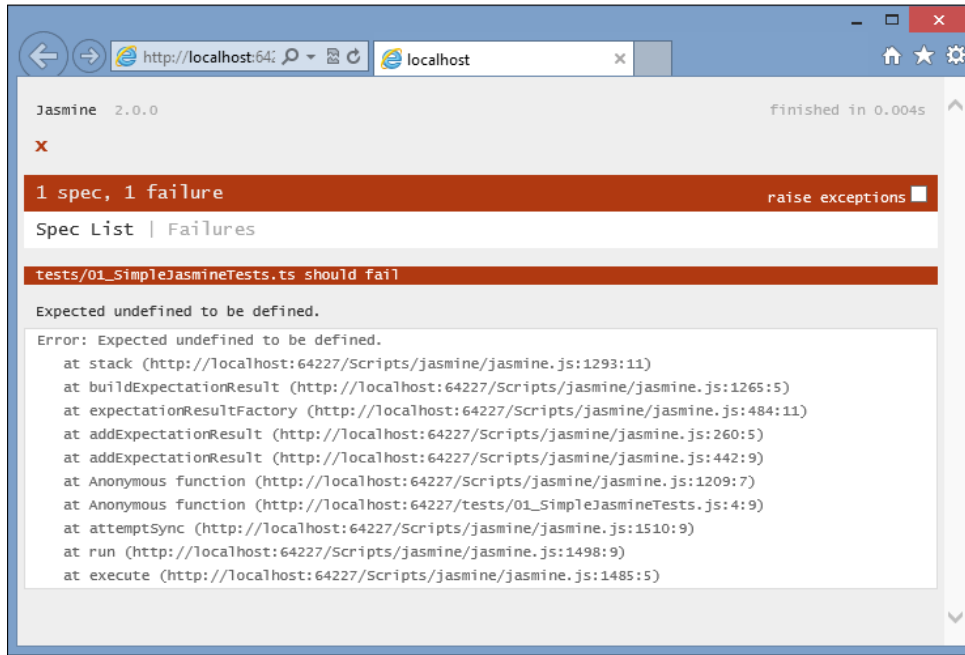 http://localhost:642
localhost
Jasmine 2.0.0
finished in 0.004s
x
1 spec, 1 failure
raise exceptions
Spec List | Failures
tests/01_SimpleJasmineTests.ts should fail
Expected undefined to be defined.
Error: Expected undefined to be defined.
at stack (http://localhost:64227/Scripts/jasmine/jasmine.js:1293:11)
at buildExpectationResult (http://localhost:64227/Scripts/jasmine/jasmine.js:1265:5)
at expectationResultFactory (http://localhost:64227/Scripts/jasmine/jasmine.js:484:11)
at addExpectationResult (http://localhost:64227/Scripts/jasmine/jasmine.js:260:5)
at addExpectationResult (http://localhost:64227/Scripts/jasmine/jasmine.js:442:9)
at Anonymous function (http://localhost:64227/Scripts/jasmine/jasmine.js:1209:7)
at Anonymous function (http://localhost:64227/tests/01_SimpleJasmineTests.js:4:9)
at attemptSync (http://localhost:64227/Scripts/jasmine/jasmine.js:1510:9)
at run (http://localhost:64227/Scripts/jasmine/jasmine.js:1498:9)
at execute (http://localhost:64227/Scripts/jasmine/jasmine.js:1485:5)